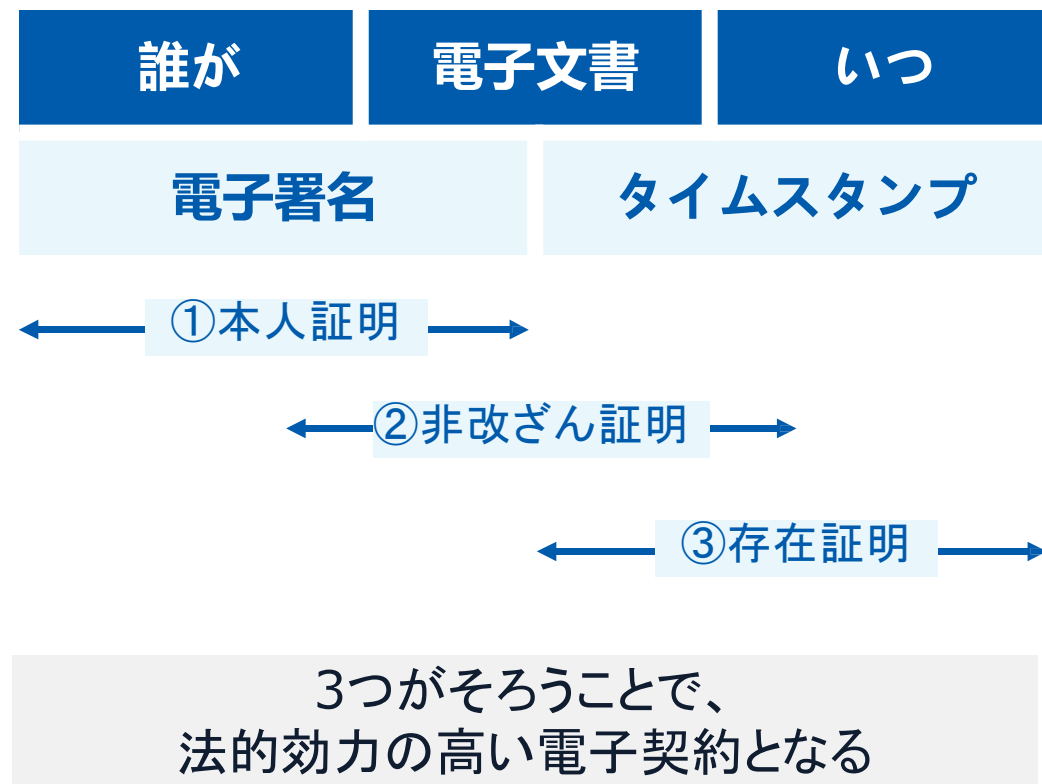 誰が
電子文書
いつ
電子署名
タイムスタンプ
①本人証明
②非改ざん証明
③存在証明
3つがそろうことで、
法的効力の高い電子契約となる